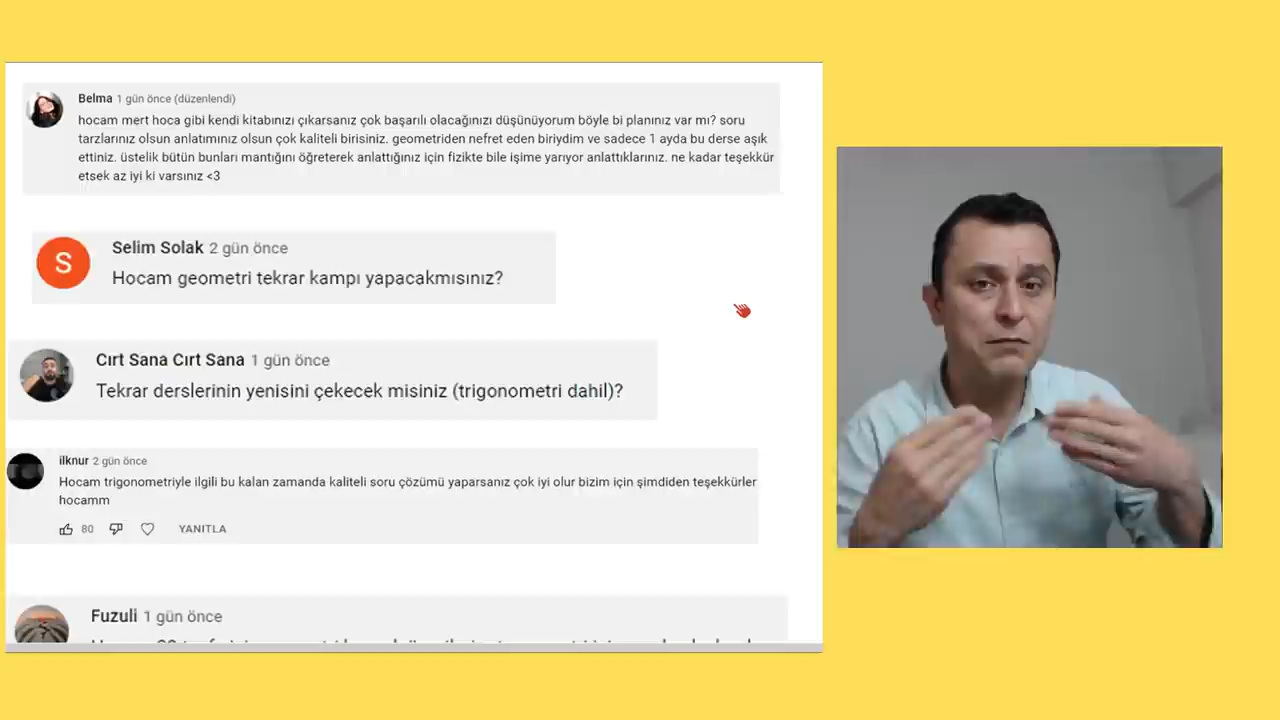 Belma 1 gün önce (düzenlendi)
hocam mert hoca gibi kendi kitabınızı çıkarsanız çok başarılı olacağınızı düşünüyorum böyle bi planınız var mı? soru
tarzlarınız olsun anlatımınız olsun çok kaliteli birisiniz. geometriden nefret eden biriydim ve sadece 1 ayda bu derse aşık
ettiniz. üstelik bütün bunları mantığını öğreterek anlattığınız için fizikte bile işime yarıyor anlattıklarınız. ne kadar teşekkür
etsek az iyi ki varsınız <3
S
Selim Solak 2 gün önce
Hocam geometri tekrar kampı yapacakmısınız?
Cırt Sana Cırt Sana 1 gün önce
Tekrar derslerinin yenisini çekecek misiniz (trigonometri dahil)?
ilknur 2 gün önce
Hocam trigonometriyle ilgili bu kalan zamanda kaliteli soru çözümü yaparsanız çok iyi olur bizim için şimdiden teşekkürler
hocamm
80 YANITLA
Fuzuli 1 gün önce